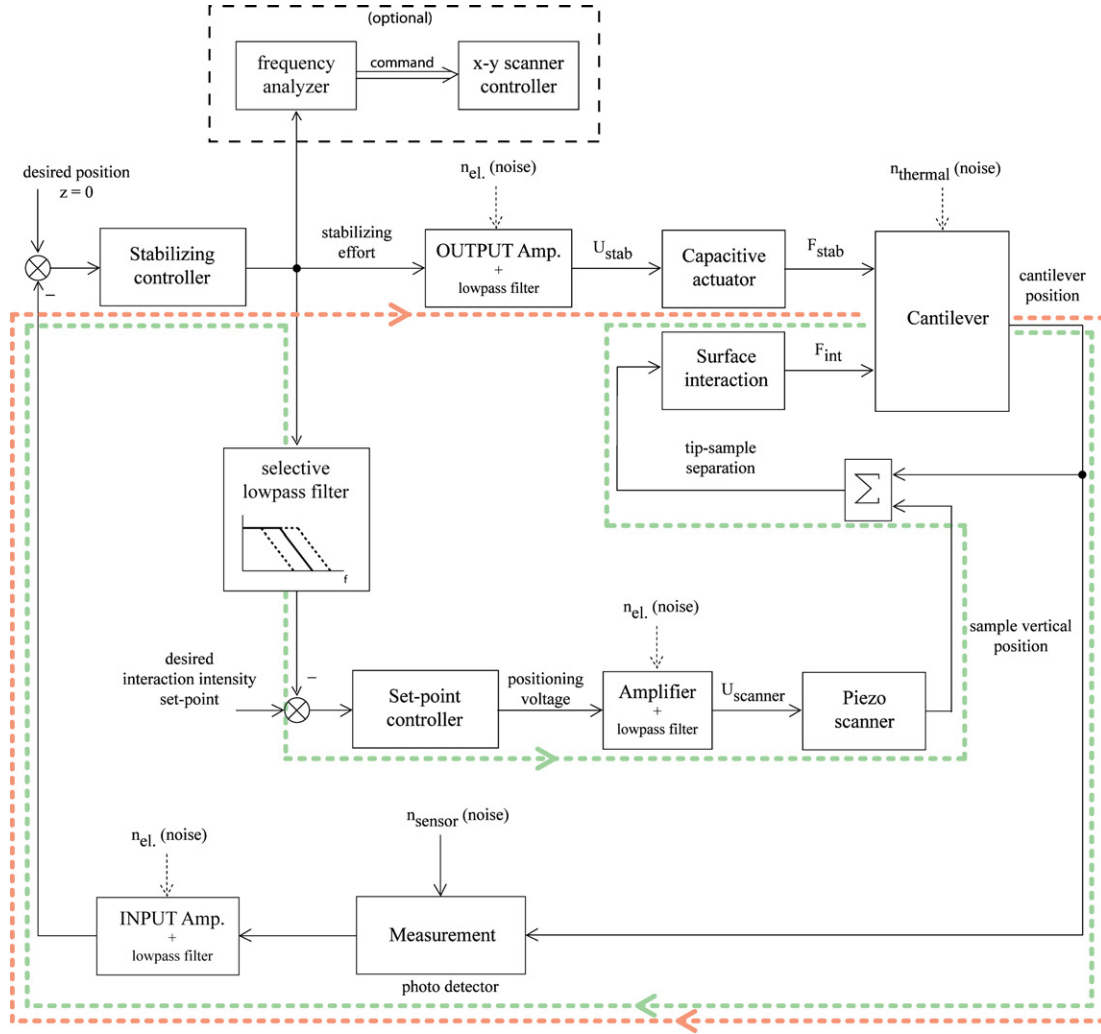 (optional)
frequency
analyzer
command
x-y scanner
controller
desired position
z = 0
n_el. (noise)
n_thermal (noise)
Stabilizing
controller
stabilizing
effort
OUTPUT Amp.
+
lowpass filter
U_stab
Capacitive
actuator
F_stab
Cantilever
cantilever
position
–
Surface
interaction
F_int
tip-sample
separation
Σ
selective
lowpass filter
f
n_el. (noise)
sample vertical
position
desired
interaction intensity
set-point
–
Set-point
controller
positioning
voltage
Amplifier
+
lowpass filter
U_scanner
Piezo
scanner
n_el. (noise)
n_sensor (noise)
INPUT Amp.
+
lowpass filter
Measurement
photo detector